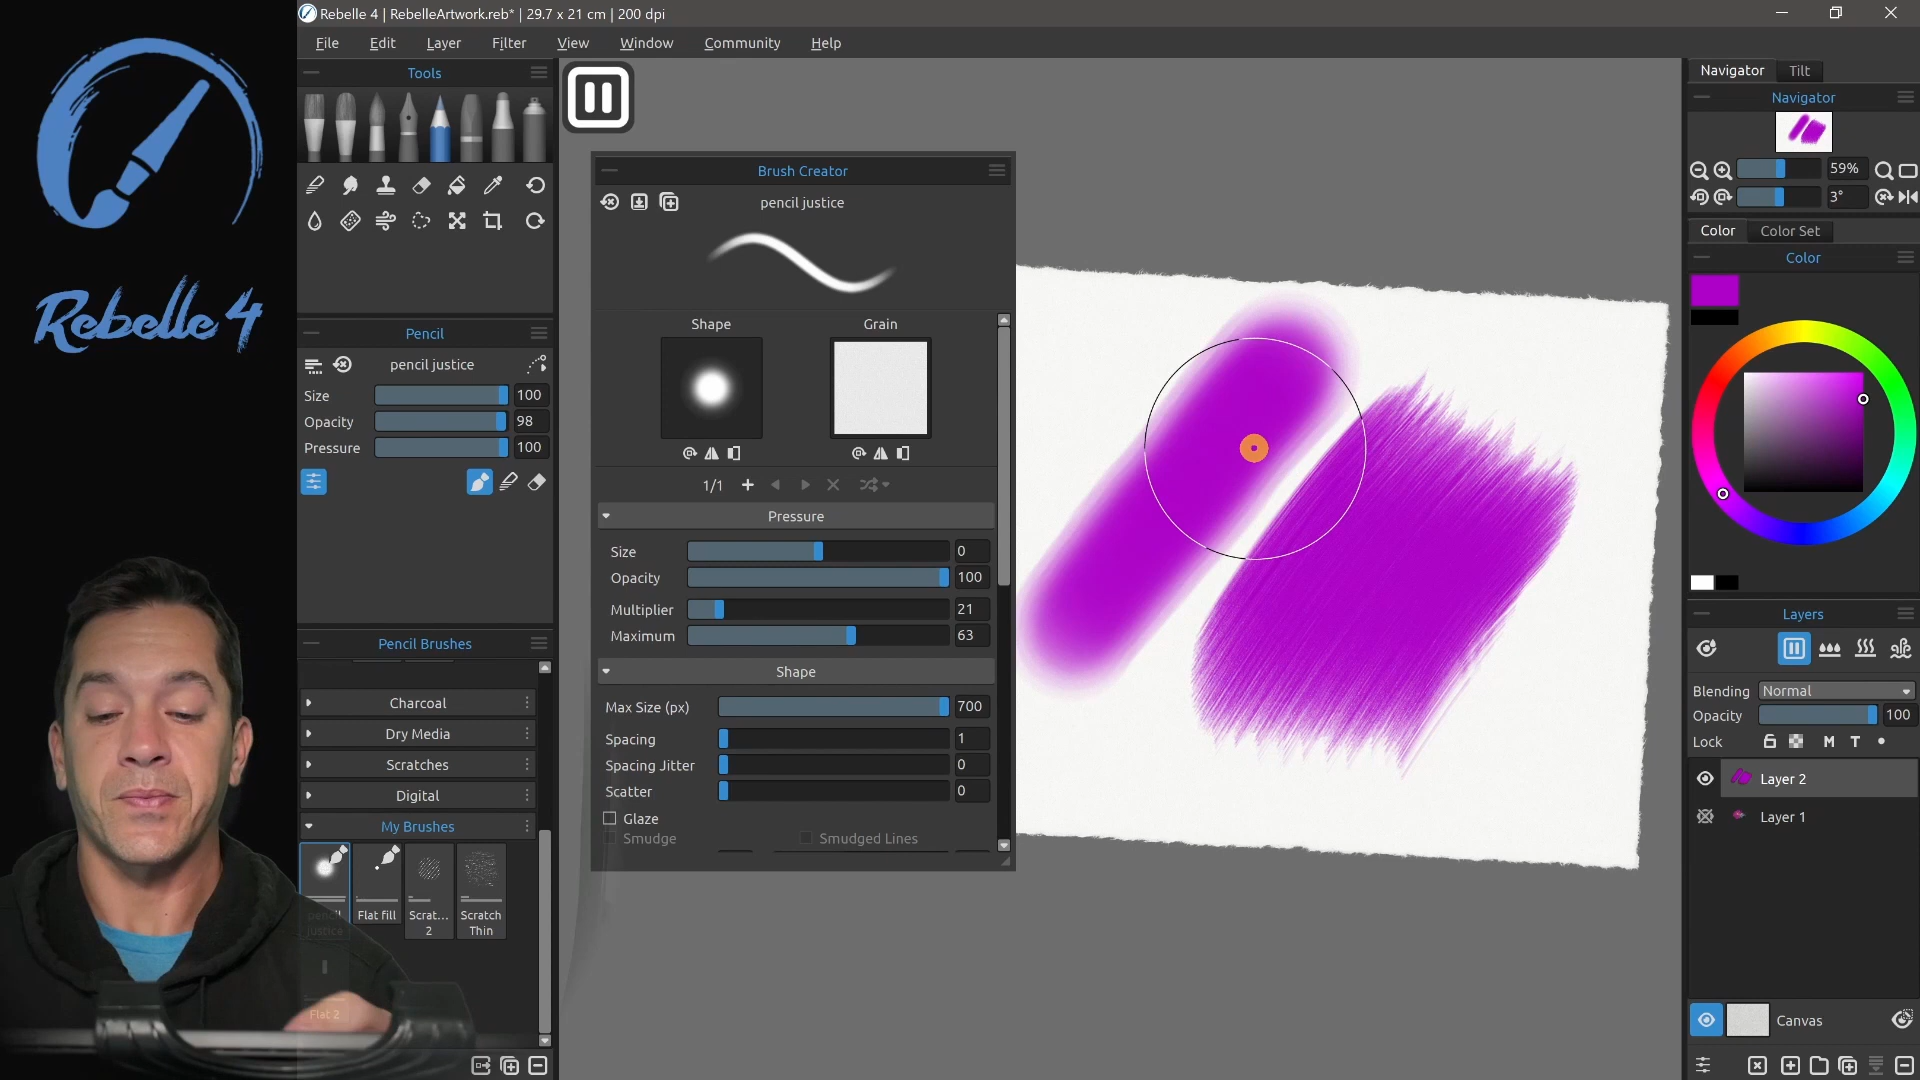 Rebelle 4 | RebelleArtwork.reb* | 29.7 x 21 cm | 200 dpi
File Edit Layer Filter View Window Community Help
Rebelle 4
Tools
Pencil
pencil justice
Size 100
Opacity 98
Pressure 100
Pencil Brushes
Charcoal
Dry Media
Scratches
Digital
My Brushes
pencil justice
Flat fill
Scrat... 2
Scratch Thin
Flat 2
Brush Creator
pencil justice
Shape Grain
1/1
Pressure
Size 0
Opacity 100
Multiplier 21
Maximum 63
Shape
Max Size (px) 700
Spacing 1
Spacing Jitter 0
Scatter 0
Glaze
Smudge Smudged Lines
Navigator Tilt
Navigator
59%
3°
Color Color Set
Color
Layers
Blending Normal
Opacity 100
Lock M T
Layer 2
Layer 1
Canvas